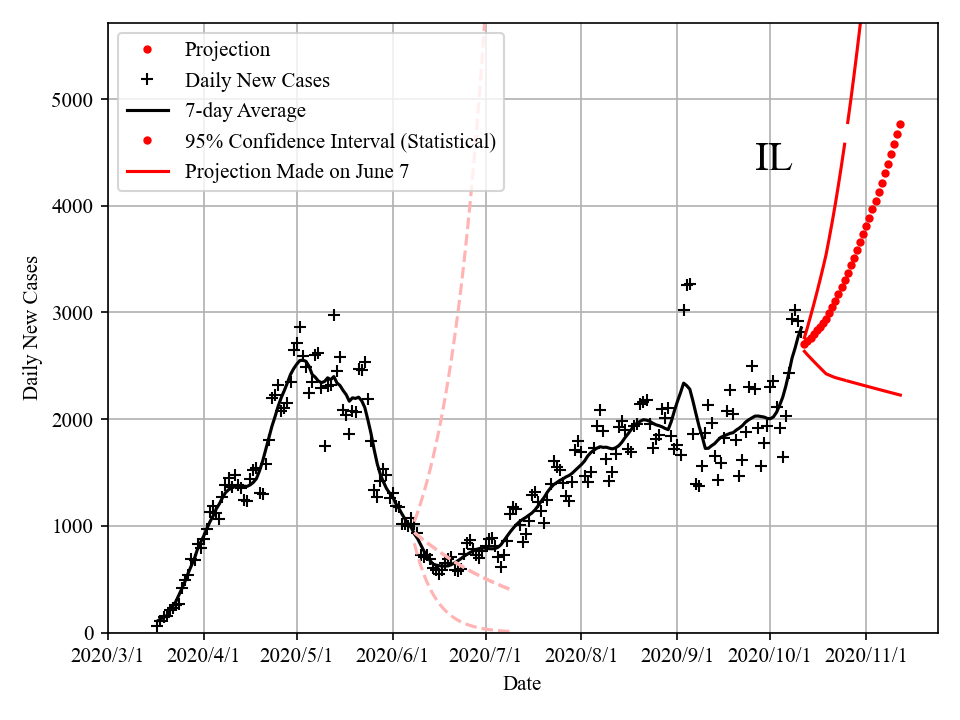 Projection
Daily New Cases
7-day Average
95% Confidence Interval (Statistical)
Projection Made on June 7
IL
Daily New Cases
5000
4000
3000
2000
1000
0
2020/3/1 2020/4/1 2020/5/1 2020/6/1 2020/7/1 2020/8/1 2020/9/1 2020/10/1 2020/11/1
Date